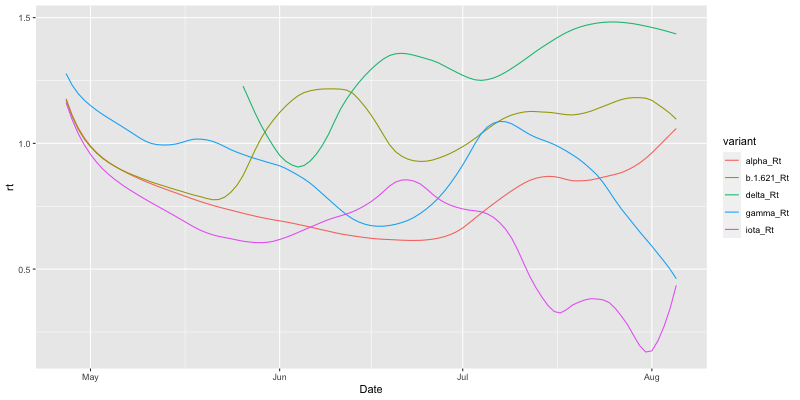 1.5
1.0
0.5
rt
May
Jun
Jul
Aug
Date
variant
alpha_Rt
b.1.621_Rt
delta_Rt
gamma_Rt
iota_Rt